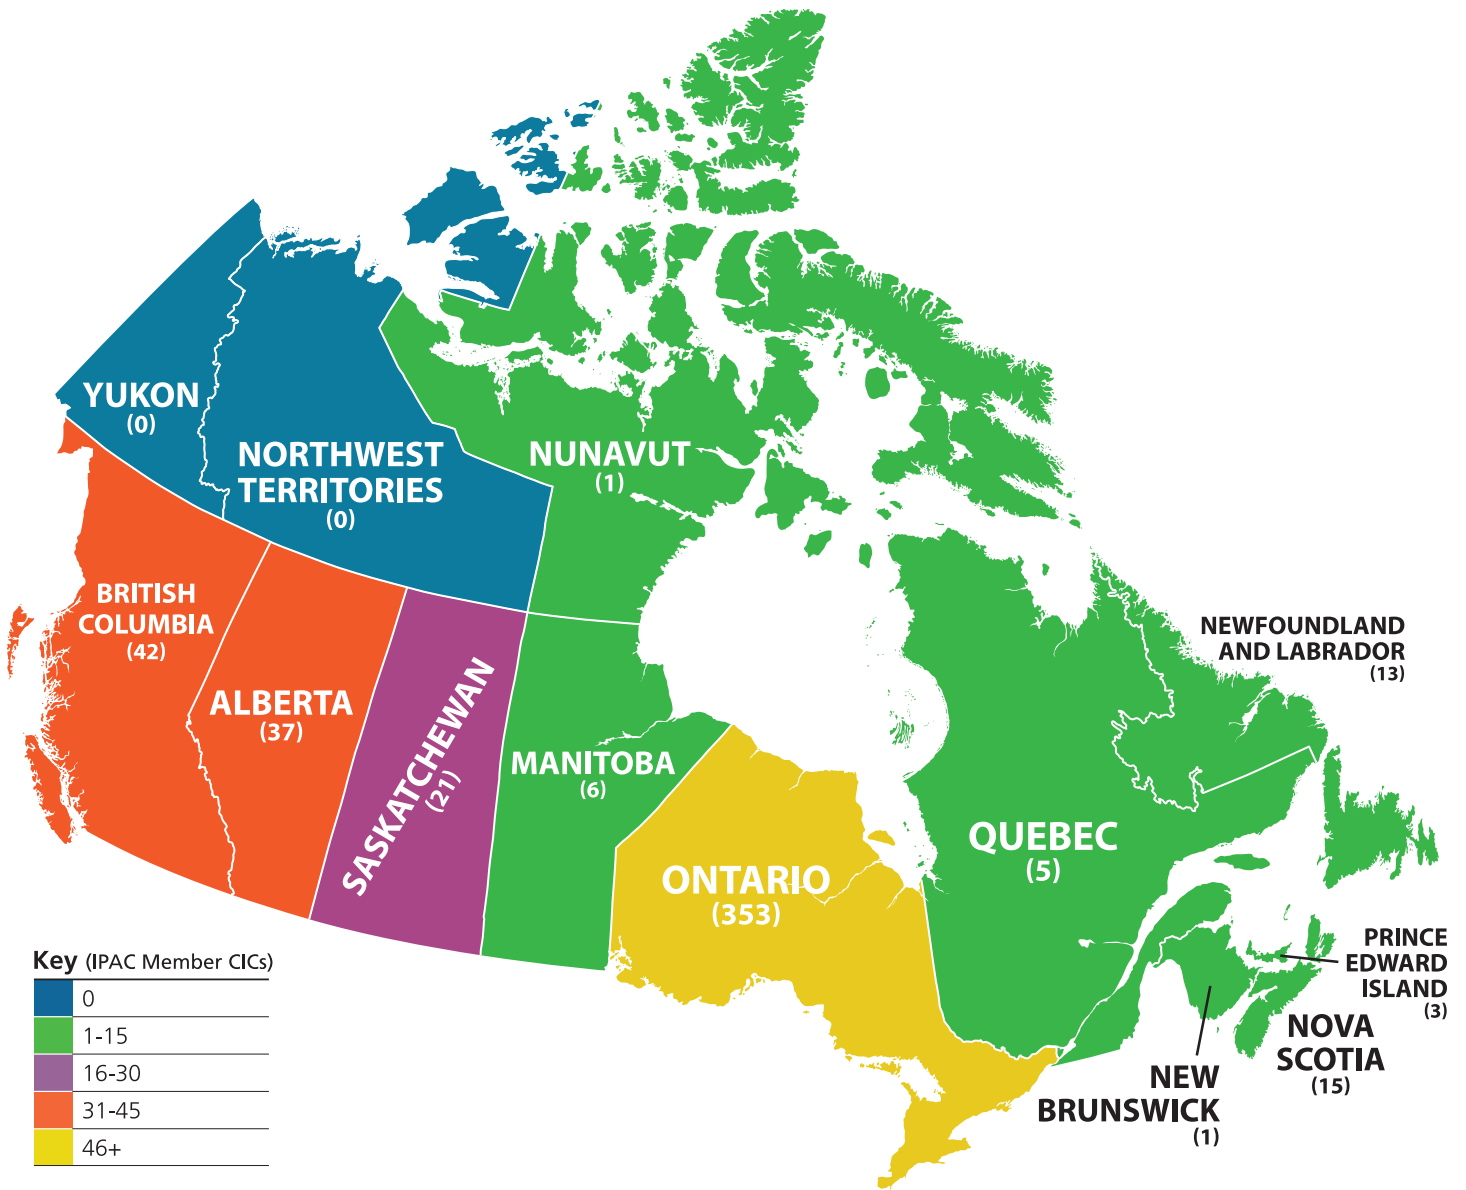 YUKON
(0)
NORTHWEST
TERRITORIES
(0)
NUNAVUT
(1)
BRITISH
COLUMBIA
(42)
ALBERTA
(37)
SASKATCHEWAN
(21)
MANITOBA
(6)
ONTARIO
(353)
QUEBEC
(5)
NEWFOUNDLAND
AND LABRADOR
(13)
PRINCE
EDWARD
ISLAND
(3)
NOVA
SCOTIA
(15)
NEW
BRUNSWICK
(1)
Key (IPAC Member CICs)
0
1-15
16-30
31-45
46+